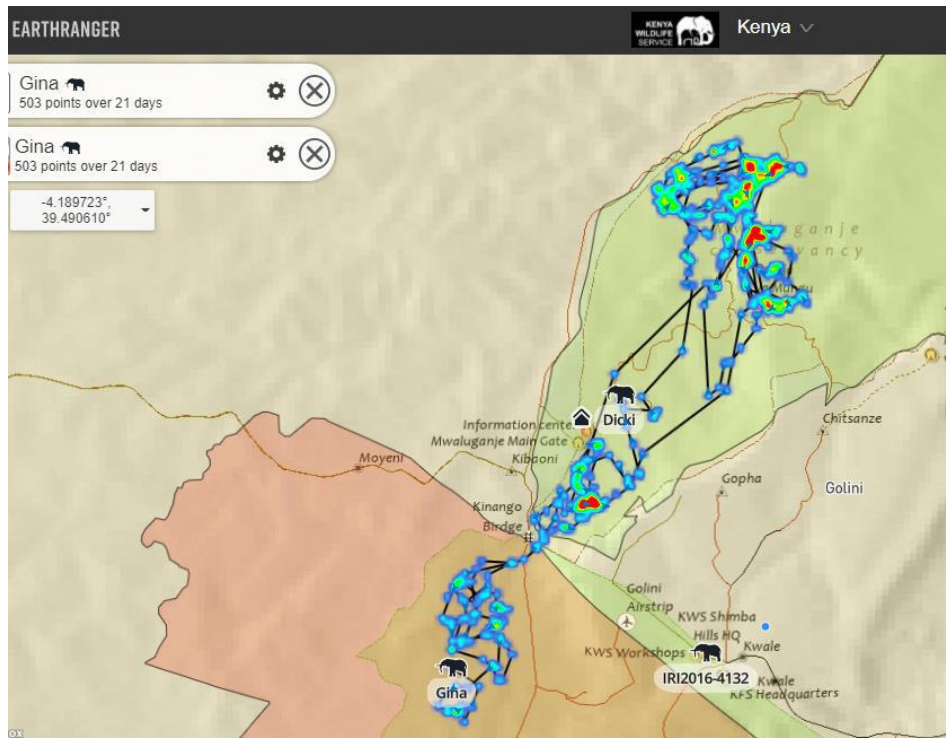 EARTHRANGER
KENYA
WILDLIFE
SERVICE
Kenya
Gina
503 points over 21 days
Gina
503 points over 21 days
-4.189723°,
39.490610°
Information cente
Mwaluganje Main Gate
Kibaoni
Moyeni
Dicki
Chitsanze
Gopha
Golini
Kinango
Birdge
Golini
Airstrip
KWS Shimba
Hills HQ
KWS Workshops
Kwale
IRI2016-4132
Kwale
KFS Headquarters
Gina